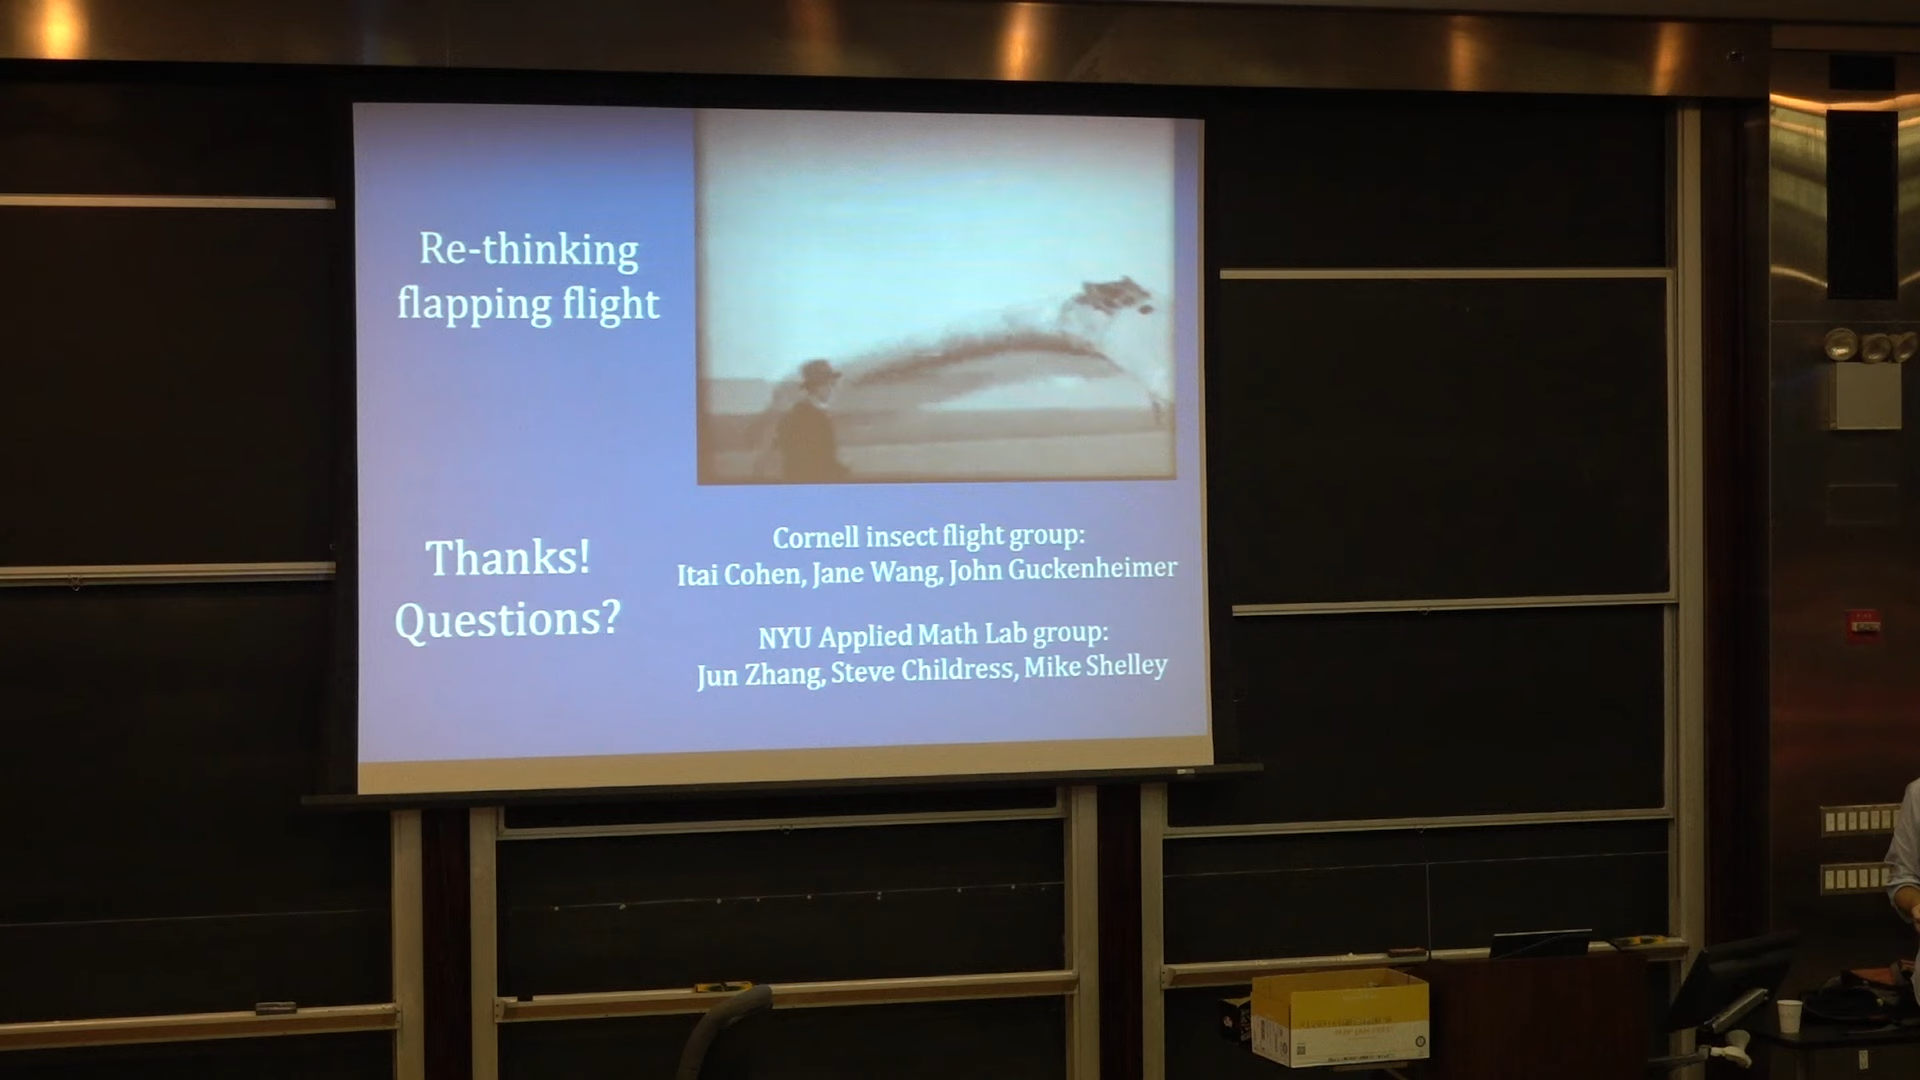 Re-thinking
flapping flight
Thanks!
Questions?
Cornell insect flight group:
Itai Cohen, Jane Wang, John Guckenheimer
NYU Applied Math Lab group:
Jun Zhang, Steve Childress, Mike Shelley